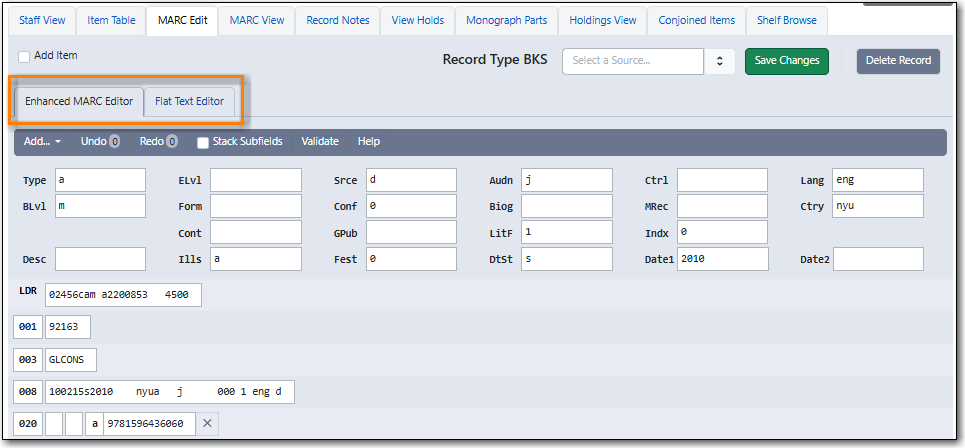 Staff View Item Table MARC Edit MARC View Record Notes View Holds Monograph Parts Holdings View Conjoined Items Shelf Browse
Add Item Record Type BKS Select a Source... Save Changes Delete Record
Enhanced MARC Editor Flat Text Editor
Add... Undo 0 Redo 0 Stack Subfields Validate Help
Type a ELvl Srce d Audn j Ctrl Lang eng
BLvl m Form Conf 0 Biog MRec Ctry nyu
Cont GPub LitF 1 Indx 0
Desc Ills a Fest 0 DtSt s Date1 2010 Date2
LDR 02456cam a2200853   4500
001 92163
003 GLCONS
008 100215s2010    nyua   j      000 1 eng d
020 a 9781596436060